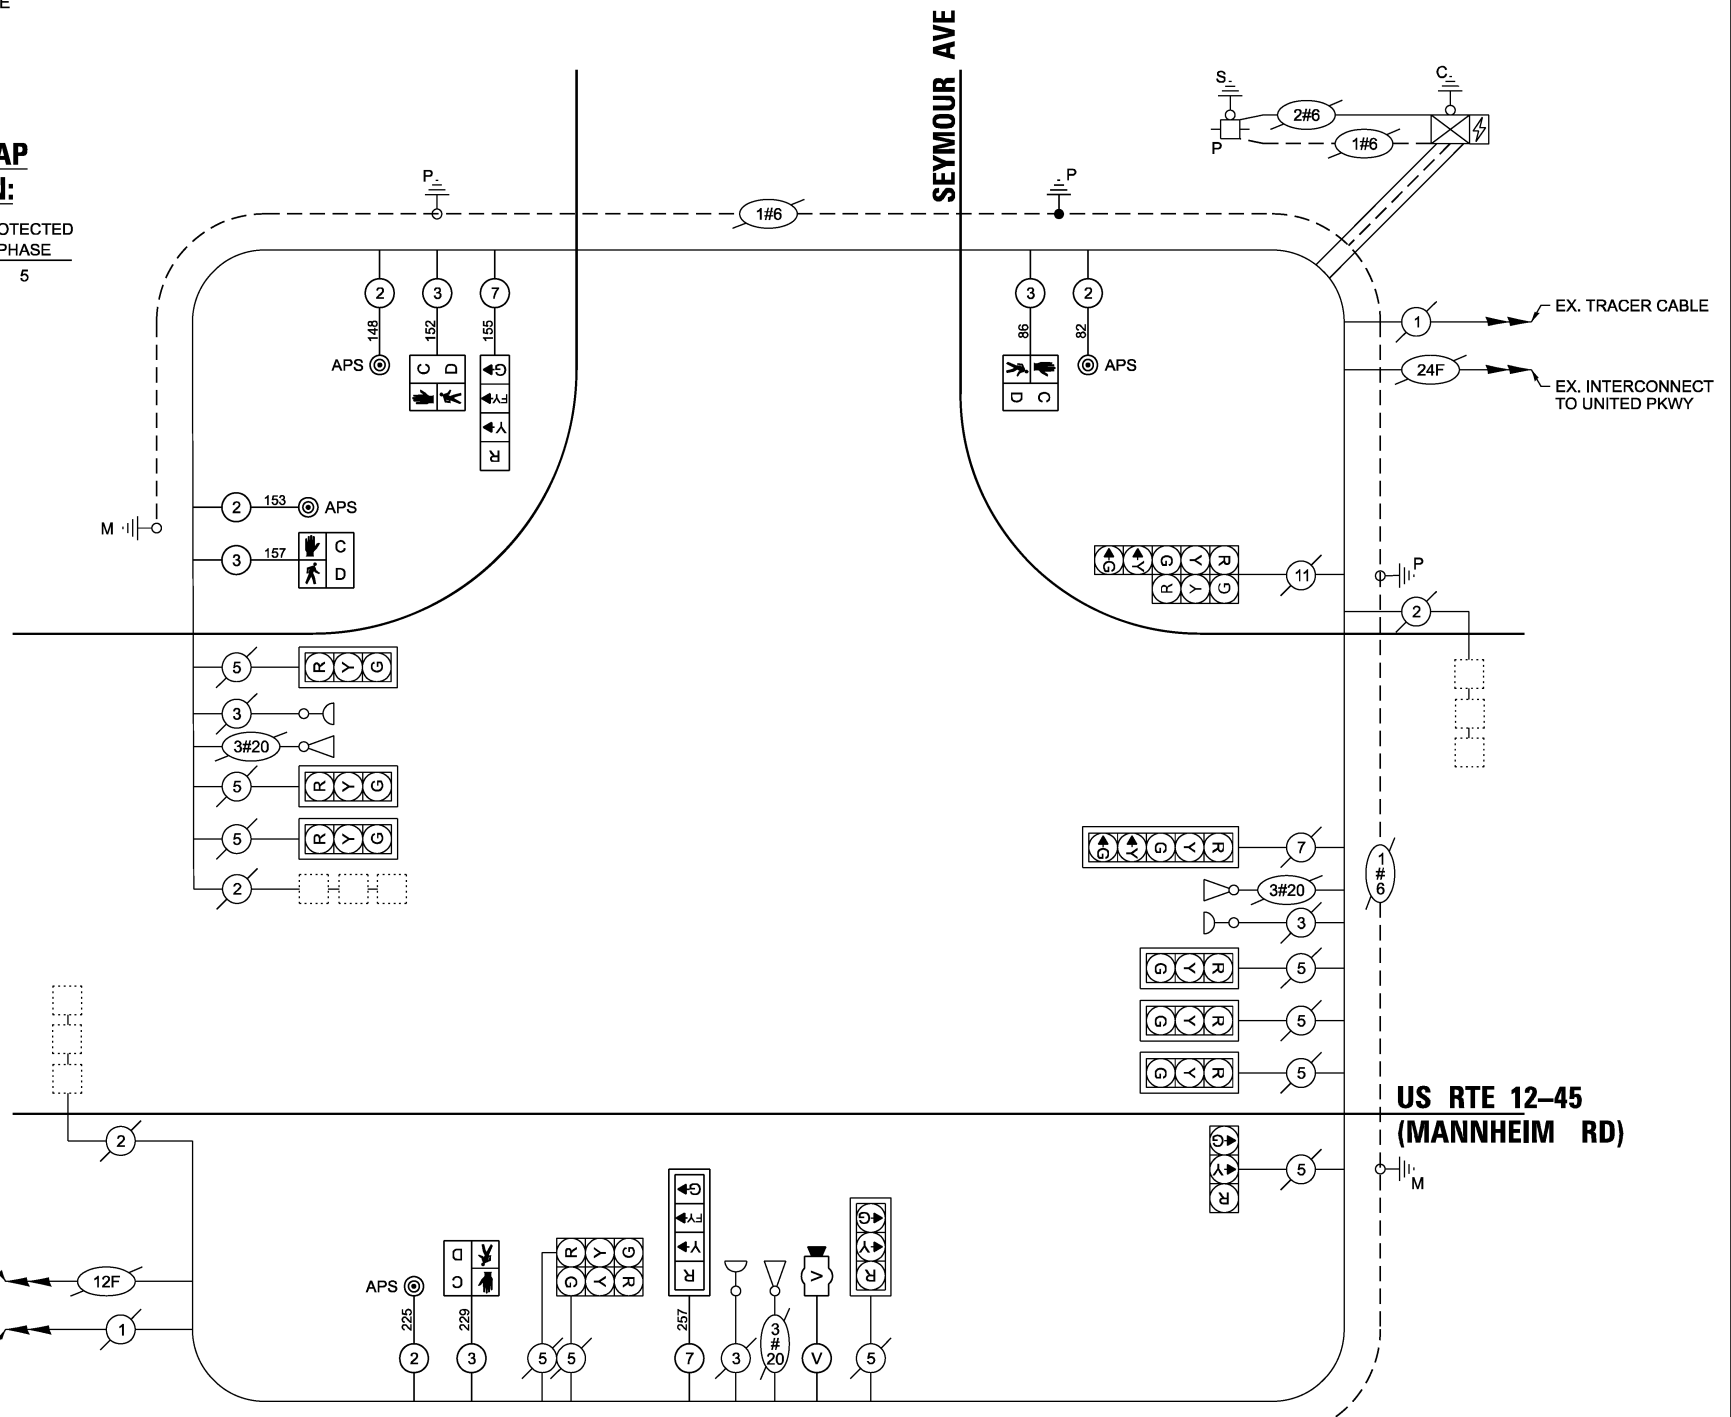 E
AP
N:
OTECTED
PHASE
5
SEYMOUR AVE
S
C
P
2#6
1#6
P
1#6
P
2
3
7
3
2
148
152
155
86
82
APS
C D
G
FY
Y
R
D C
APS
1
EX. TRACER CABLE
24F
EX. INTERCONNECT
TO UNITED PKWY
2
153
APS
M
3
157
C
D
G Y G Y R
R Y G
11
P
2
5
R Y G
3
3#20
5
R Y G
5
R Y G
2
G Y G Y R
7
3#20
3
1
#
6
G Y R
5
G Y R
5
G Y R
5
US RTE 12–45
(MANNHEIM RD)
2
G
Y
R
5
M
12F
1
APS
225
2
D
C
229
3
R Y G
G Y R
5
5
G
FY
Y
R
257
7
3
3
#
20
V
V
G
Y
R
5